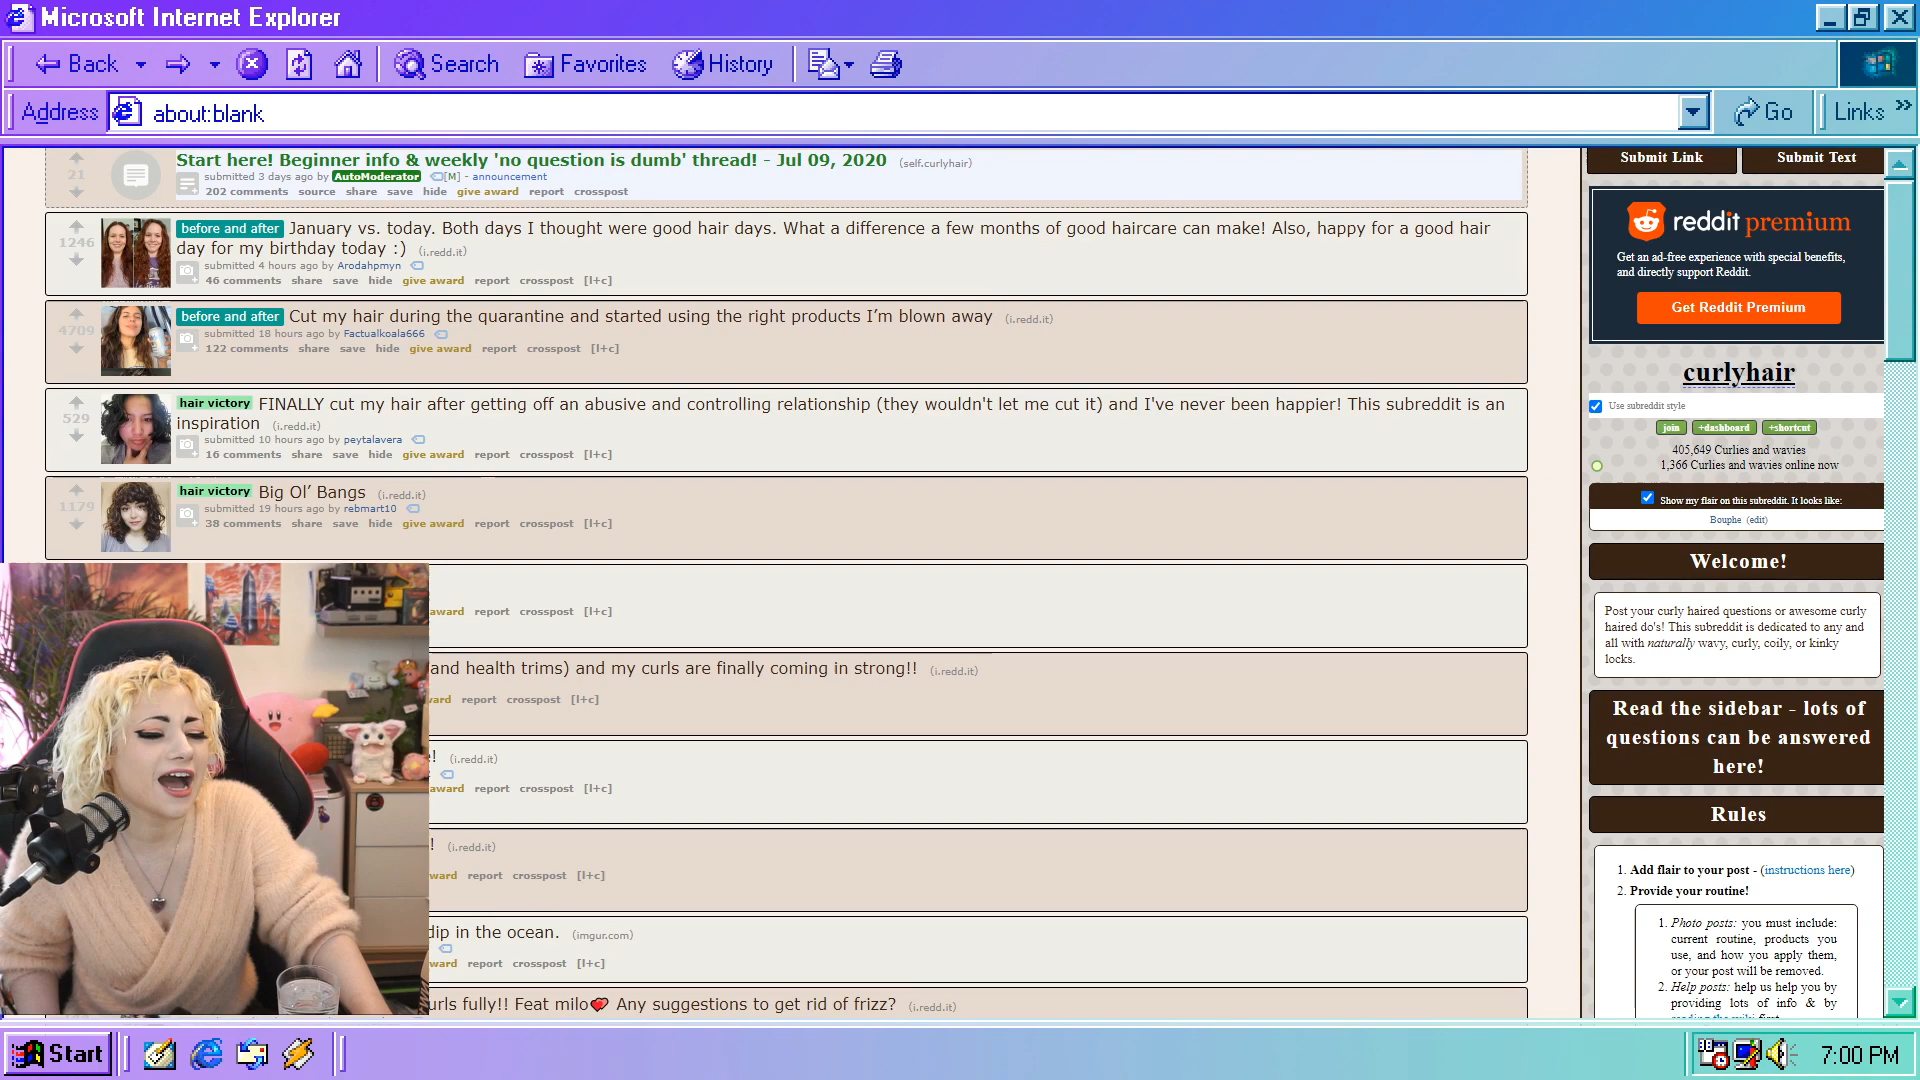 Microsoft Internet Explorer
Back
Search
Favorites
History
Address
about:blank
Go
Links »
21
Start here! Beginner info & weekly 'no question is dumb' thread! - Jul 09, 2020 (self.curlyhair)
submitted 3 days ago by AutoModerator [M] - announcement
202 comments source share save hide give award report crosspost
1246
before and after January vs. today. Both days I thought were good hair days. What a difference a few months of good haircare can make! Also, happy for a good hair
day for my birthday today :) (i.redd.it)
submitted 4 hours ago by Arodahpmyn
46 comments share save hide give award report crosspost [l+c]
4709
before and after Cut my hair during the quarantine and started using the right products I’m blown away (i.redd.it)
submitted 18 hours ago by Factualkoala666
122 comments share save hide give award report crosspost [l+c]
529
hair victory FINALLY cut my hair after getting off an abusive and controlling relationship (they wouldn't let me cut it) and I've never been happier! This subreddit is an
inspiration (i.redd.it)
submitted 10 hours ago by peytalavera
16 comments share save hide give award report crosspost [l+c]
1179
hair victory Big Ol’ Bangs (i.redd.it)
submitted 19 hours ago by rebmart10
38 comments share save hide give award report crosspost [l+c]
award report crosspost [l+c]
and health trims) and my curls are finally coming in strong!! (i.redd.it)
ward report crosspost [l+c]
e! (i.redd.it)
award report crosspost [l+c]
! (i.redd.it)
ward report crosspost [l+c]
dip in the ocean. (imgur.com)
ward report crosspost [l+c]
urls fully!! Feat milo❤ Any suggestions to get rid of frizz? (i.redd.it)
Submit Link
Submit Text
reddit premium
Get an ad-free experience with special benefits,
and directly support Reddit.
Get Reddit Premium
curlyhair
Use subreddit style
join +dashboard +shortcut
405,649 Curlies and wavies
1,366 Curlies and wavies online now
Show my flair on this subreddit. It looks like:
Bouphe (edit)
Welcome!
Post your curly haired questions or awesome curly
haired do's! This subreddit is dedicated to any and
all with naturally wavy, curly, coily, or kinky
locks.
Read the sidebar - lots of
questions can be answered
here!
Rules
1. Add flair to your post - (instructions here)
2. Provide your routine!
1. Photo posts: you must include:
current routine, products you
use, and how you apply them,
or your post will be removed.
2. Help posts: help us help you by
providing lots of info & by
reading the wiki first
Start
7:00 PM